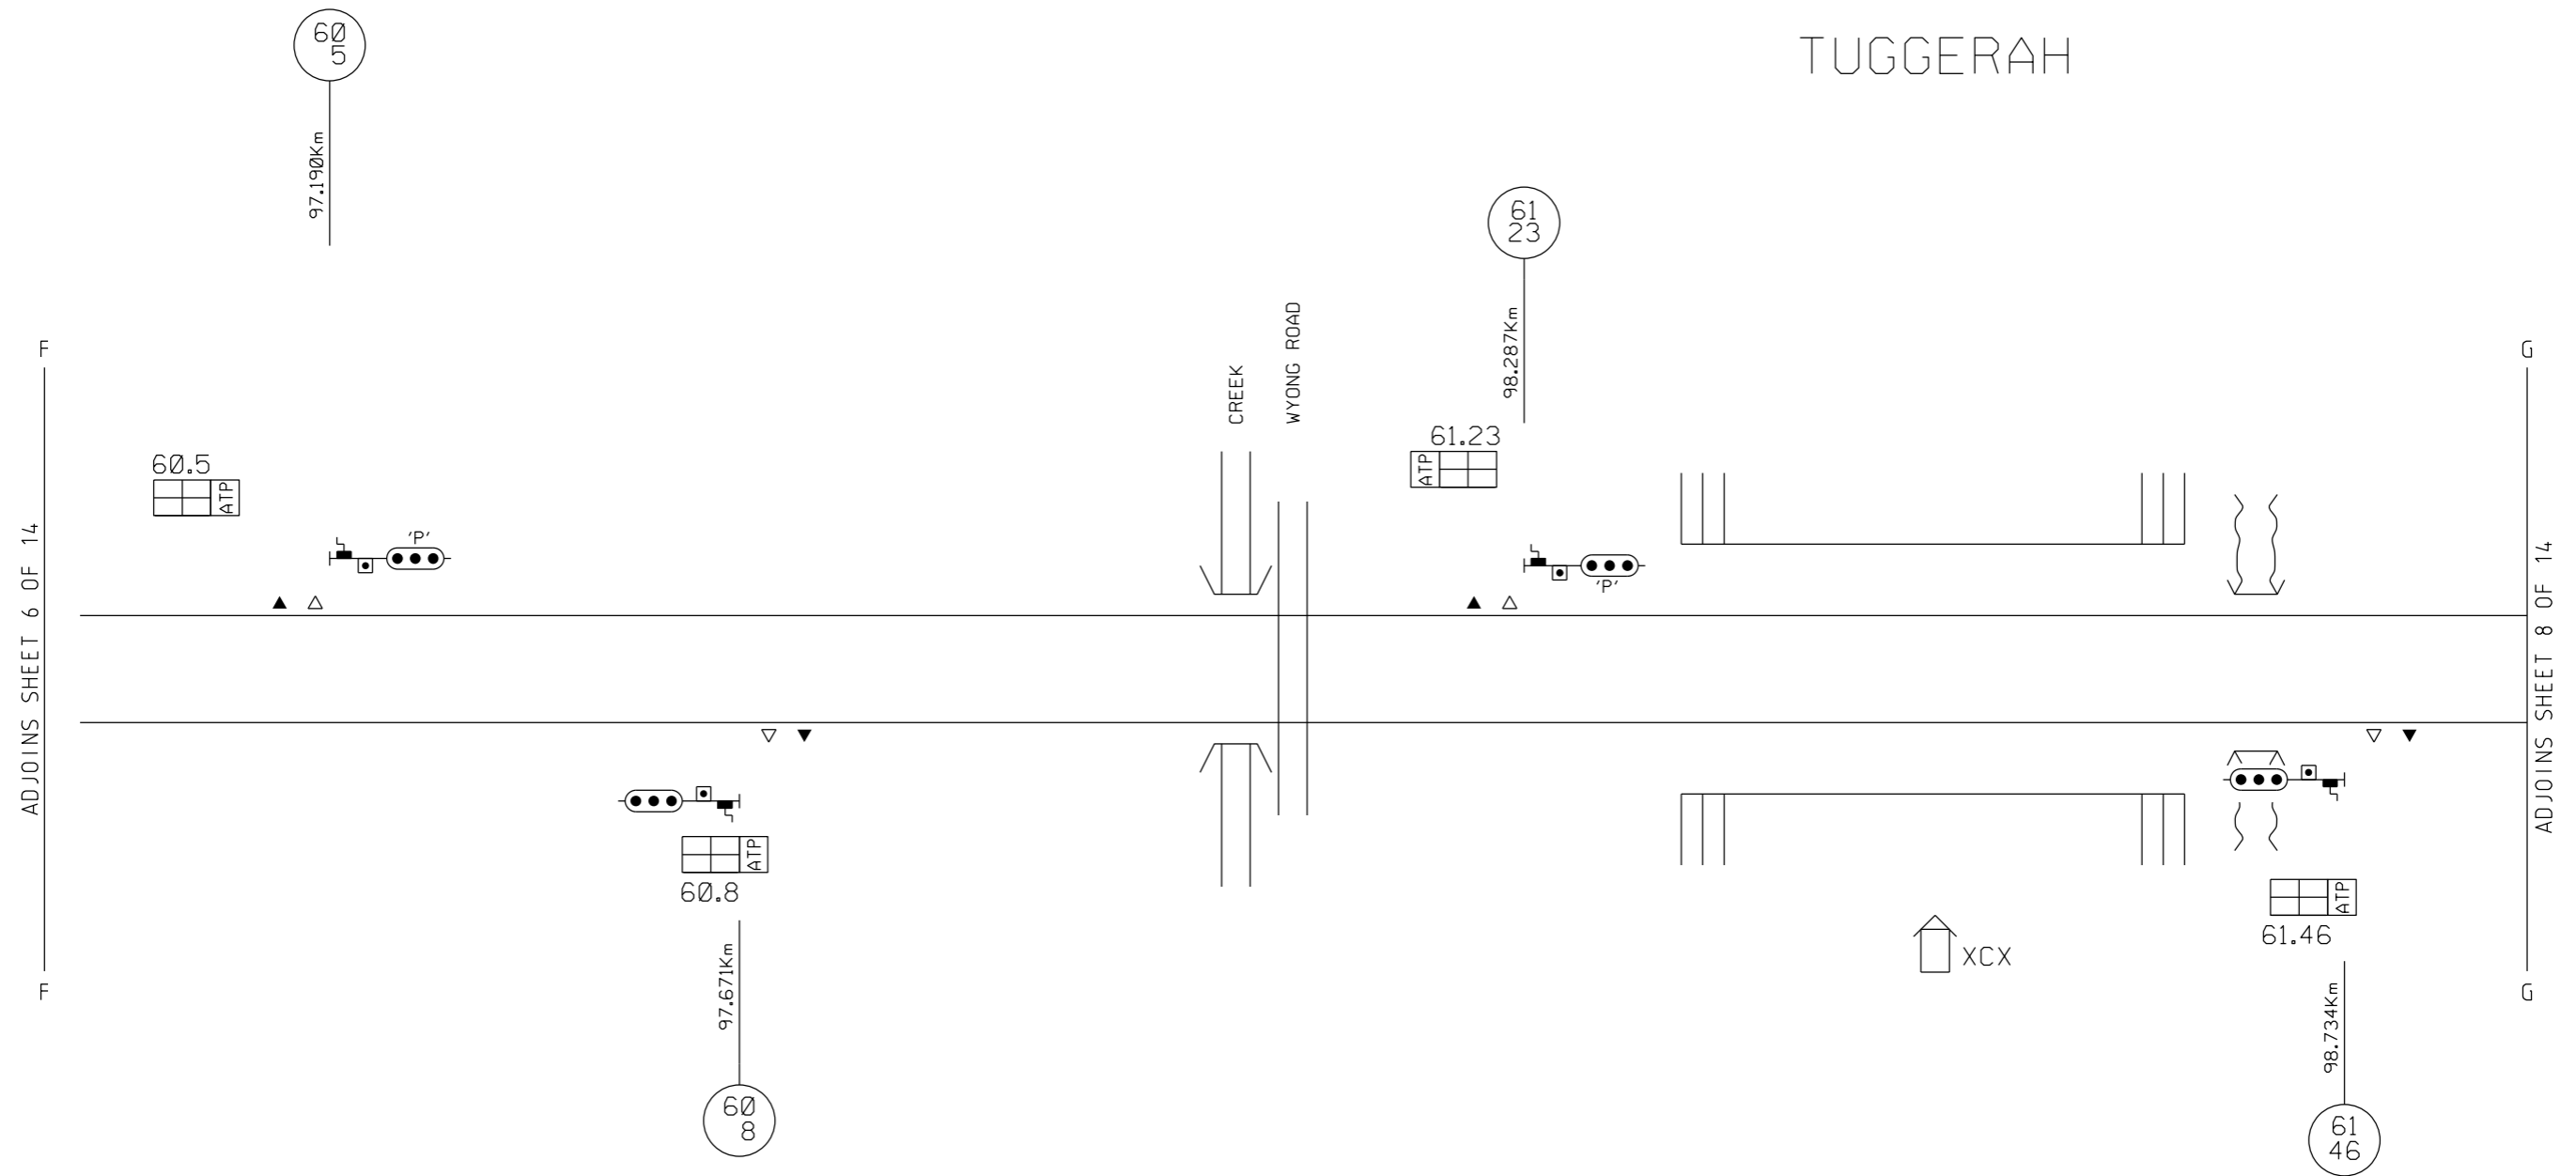 60
5
TUGGERAH
97.190Km
61
23
98.287Km
F
G
CREEK
WYONG ROAD
61.23
ATP
60.5
ATP
'P'
'P'
ADJOINS SHEET 6 OF 14
ADJOINS SHEET 8 OF 14
ATP
60.8
ATP
61.46
XCX
F
G
97.671Km
98.734Km
60
8
61
46